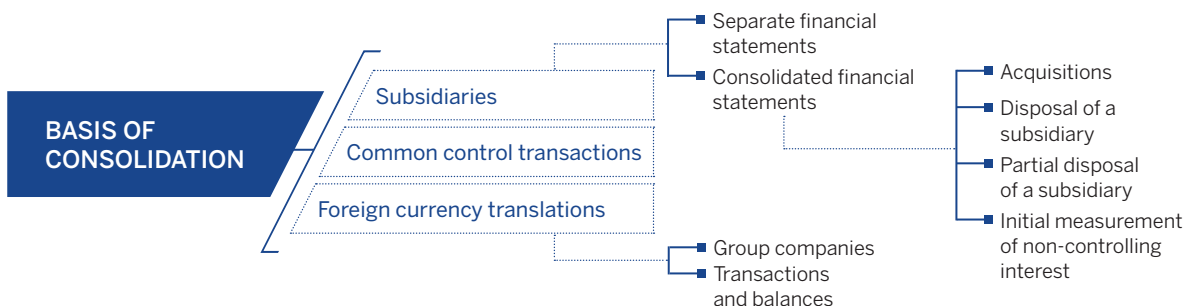 BASIS OF
CONSOLIDATION
Subsidiaries
Common control transactions
Foreign currency translations
Separate financial
statements
Consolidated financial
statements
Group companies
Transactions
and balances
Acquisitions
Disposal of a
subsidiary
Partial disposal
of a subsidiary
Initial measurement
of non-controlling
interest